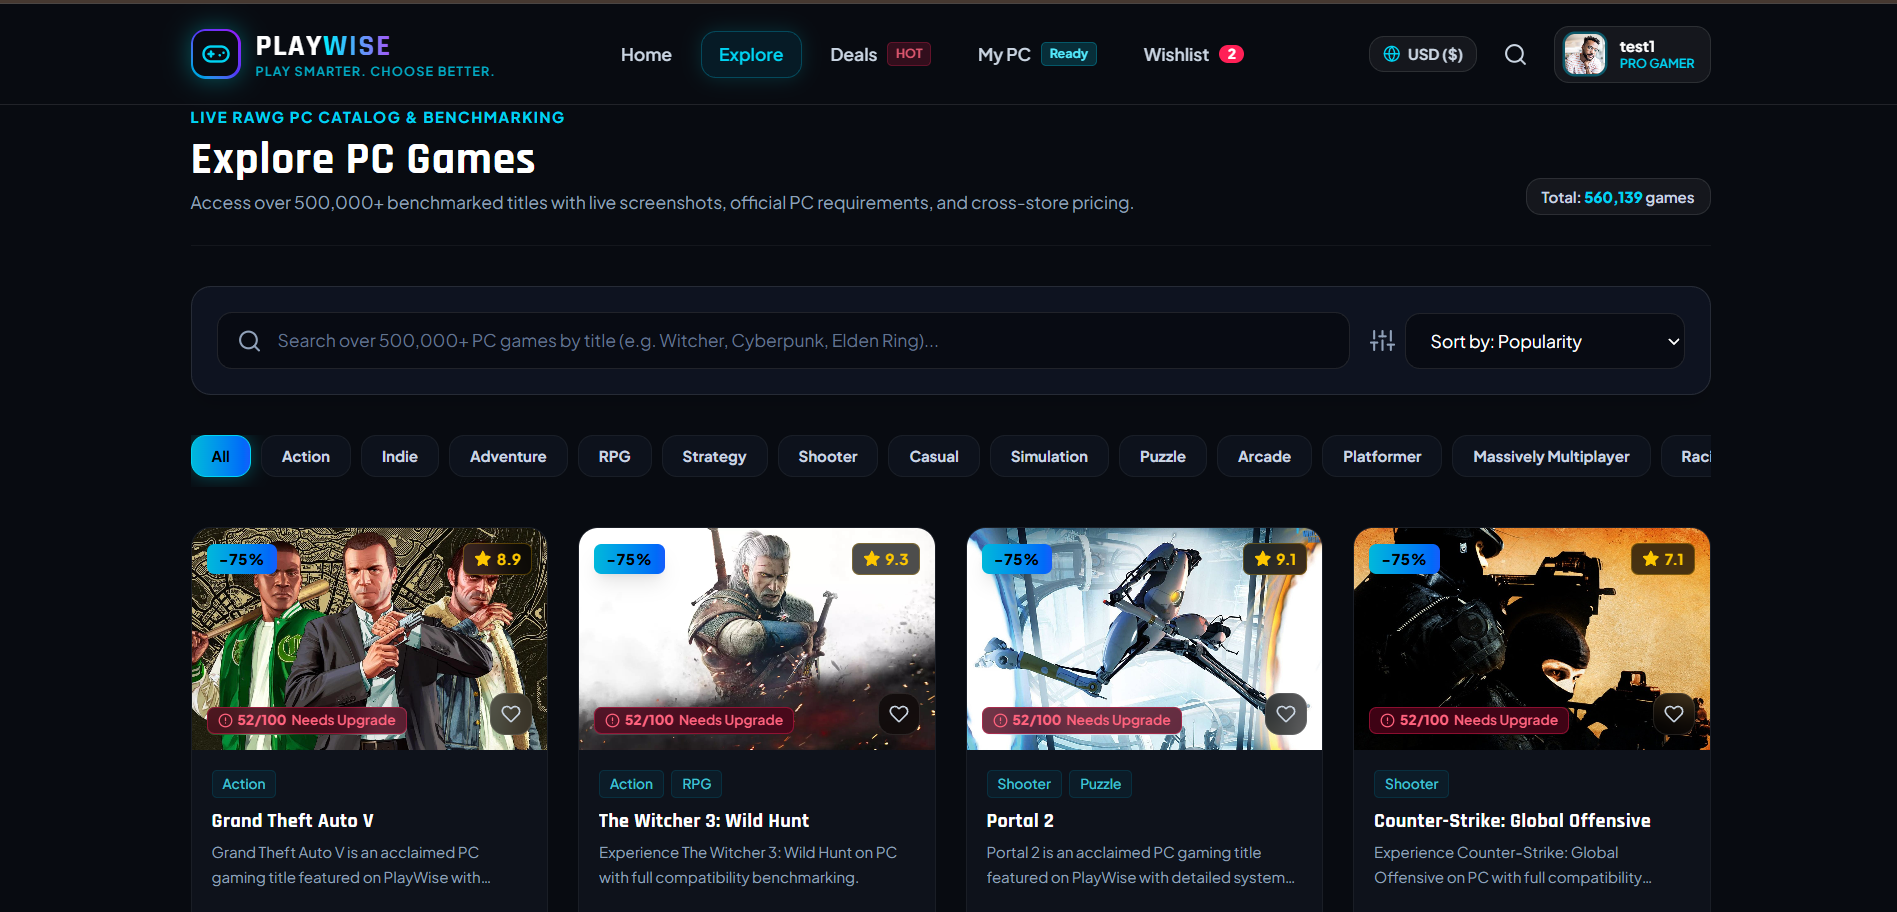 PLAYWISE
PLAY SMARTER. CHOOSE BETTER.
Home
Explore
Deals HOT
My PC Ready
Wishlist 2
USD ($)
test1
PRO GAMER
LIVE RAWG PC CATALOG & BENCHMARKING
Explore PC Games
Access over 500,000+ benchmarked titles with live screenshots, official PC requirements, and cross-store pricing.
Total: 560,139 games
Search over 500,000+ PC games by title (e.g. Witcher, Cyberpunk, Elden Ring)...
Sort by: Popularity
All
Action
Indie
Adventure
RPG
Strategy
Shooter
Casual
Simulation
Puzzle
Arcade
Platformer
Massively Multiplayer
Raci
-75%
8.9
52/100 Needs Upgrade
Action
Grand Theft Auto V
Grand Theft Auto V is an acclaimed PC
gaming title featured on PlayWise with...
-75%
9.3
52/100 Needs Upgrade
Action RPG
The Witcher 3: Wild Hunt
Experience The Witcher 3: Wild Hunt on PC
with full compatibility benchmarking.
-75%
9.1
52/100 Needs Upgrade
Shooter Puzzle
Portal 2
Portal 2 is an acclaimed PC gaming title
featured on PlayWise with detailed system...
-75%
7.1
52/100 Needs Upgrade
Shooter
Counter-Strike: Global Offensive
Experience Counter-Strike: Global
Offensive on PC with full compatibility...